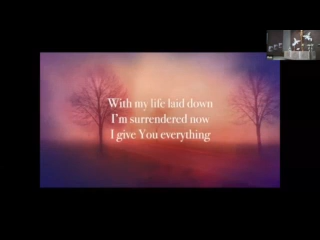 With my life laid down
I'm surrendered now
I give You everything